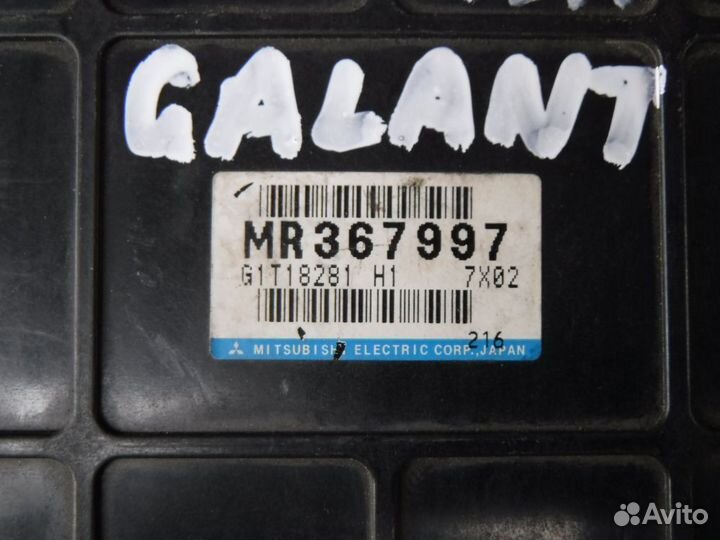 GALANT
MR367997
G1T18281 H1 7X02
216
MITSUBISHI ELECTRIC CORP.,JAPAN
Avito